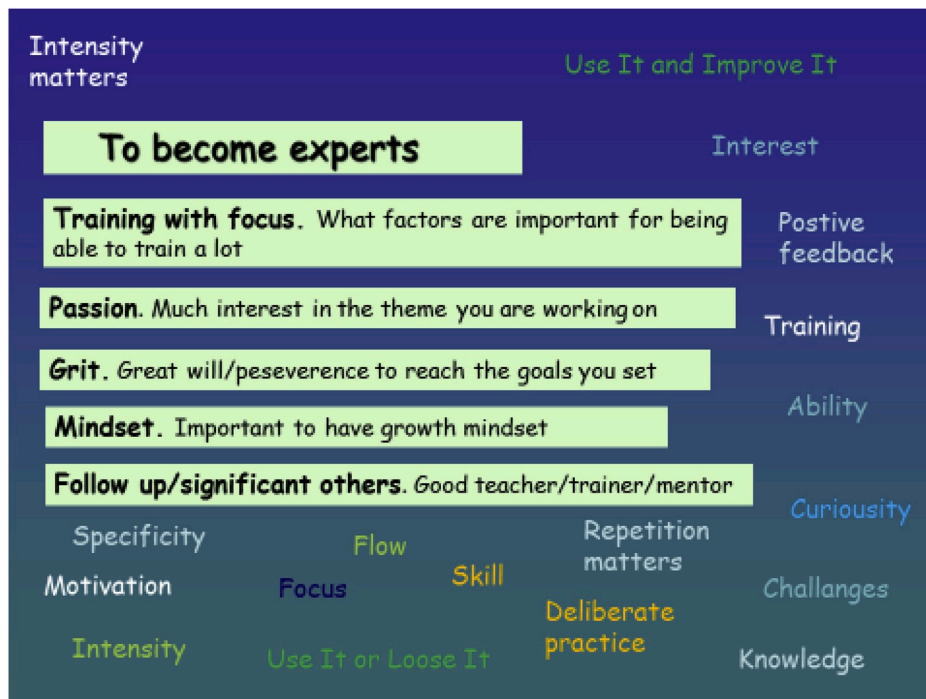 Intensity
matters
Use It and Improve It
To become experts
Interest
Training with focus. What factors are important for being
able to train a lot
Postive
feedback
Passion. Much interest in the theme you are working on
Training
Grit. Great will/peseverence to reach the goals you set
Ability
Mindset. Important to have growth mindset
Follow up/significant others. Good teacher/trainer/mentor
Curiousity
Specificity
Flow
Repetition
matters
Motivation
Focus
Skill
Challanges
Deliberate
practice
Intensity
Use It or Loose It
Knowledge